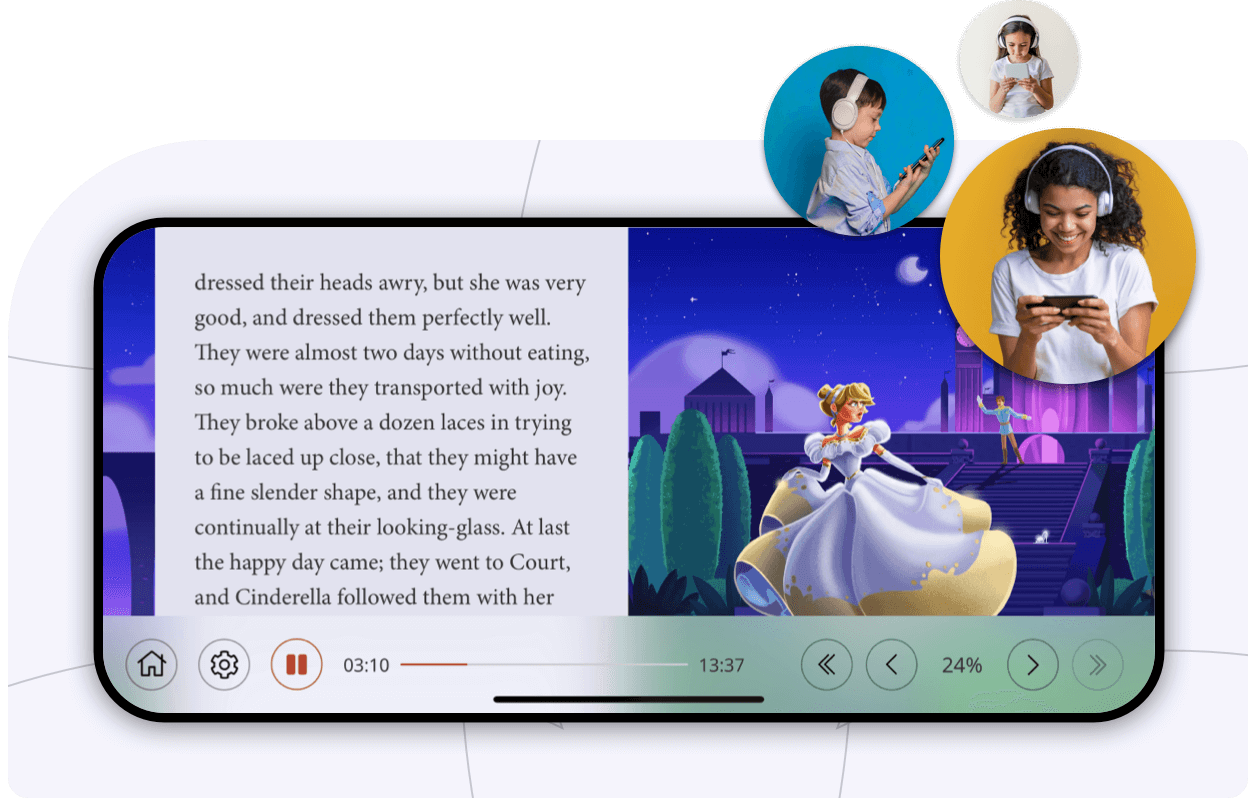 dressed their heads awry, but she was very
good, and dressed them perfectly well.
They were almost two days without eating,
so much were they transported with joy.
They broke above a dozen laces in trying
to be laced up close, that they might have
a fine slender shape, and they were
continually at their looking-glass. At last
the happy day came; they went to Court,
and Cinderella followed them with her
03:10 13:37 24%